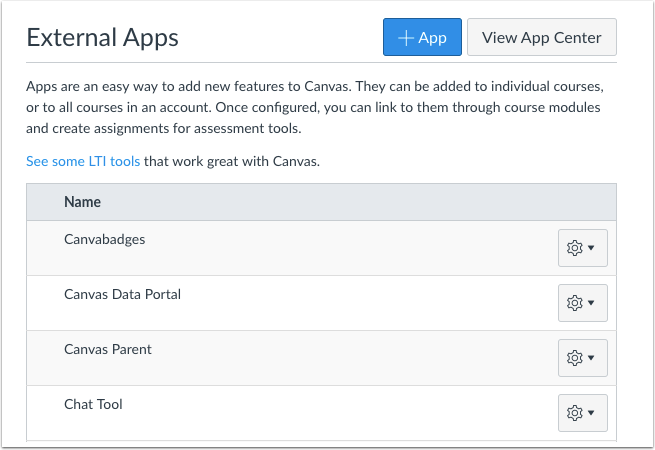 External Apps
+ App
View App Center
Apps are an easy way to add new features to Canvas. They can be added to individual courses,
or to all courses in an account. Once configured, you can link to them through course modules
and create assignments for assessment tools.
See some LTI tools that work great with Canvas.
Name
Canvabadges
Canvas Data Portal
Canvas Parent
Chat Tool